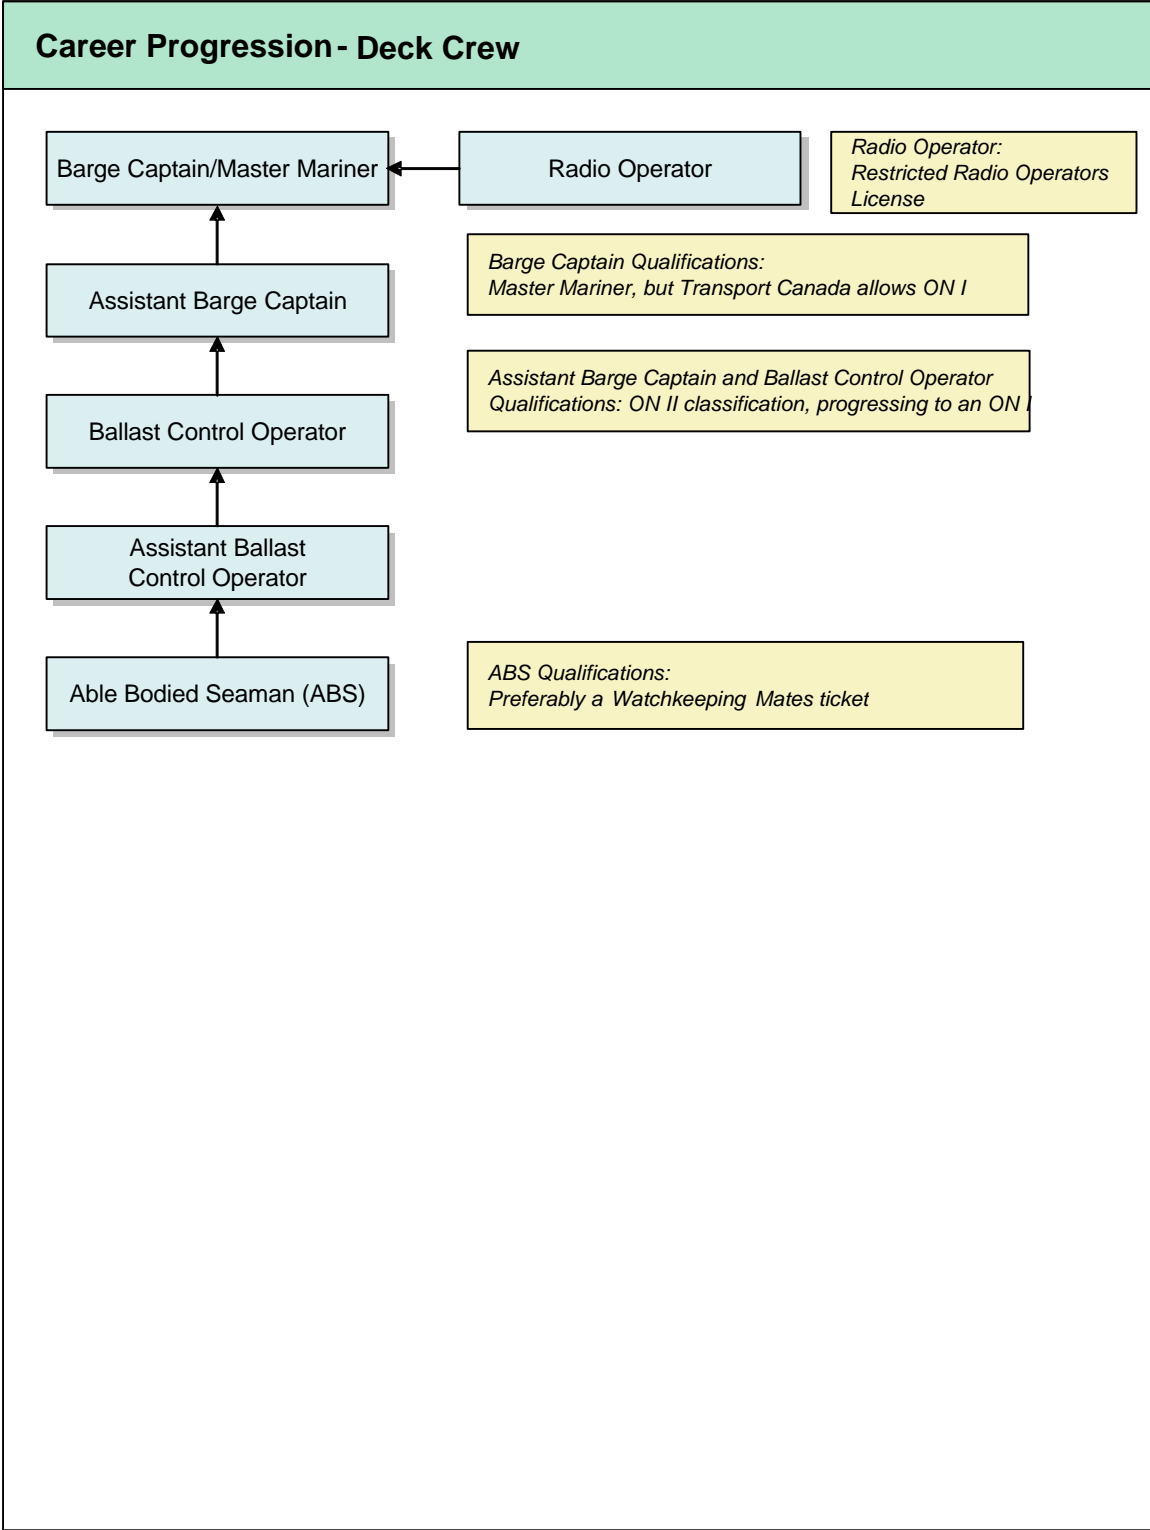 Career Progression - Deck Crew
Barge Captain/Master Mariner
Radio Operator
Radio Operator:
Restricted Radio Operators
License
Barge Captain Qualifications:
Master Mariner, but Transport Canada allows ON I
Assistant Barge Captain
Assistant Barge Captain and Ballast Control Operator
Qualifications: ON II classification, progressing to an ON I
Ballast Control Operator
Assistant Ballast
Control Operator
Able Bodied Seaman (ABS)
ABS Qualifications:
Preferably a Watchkeeping Mates ticket